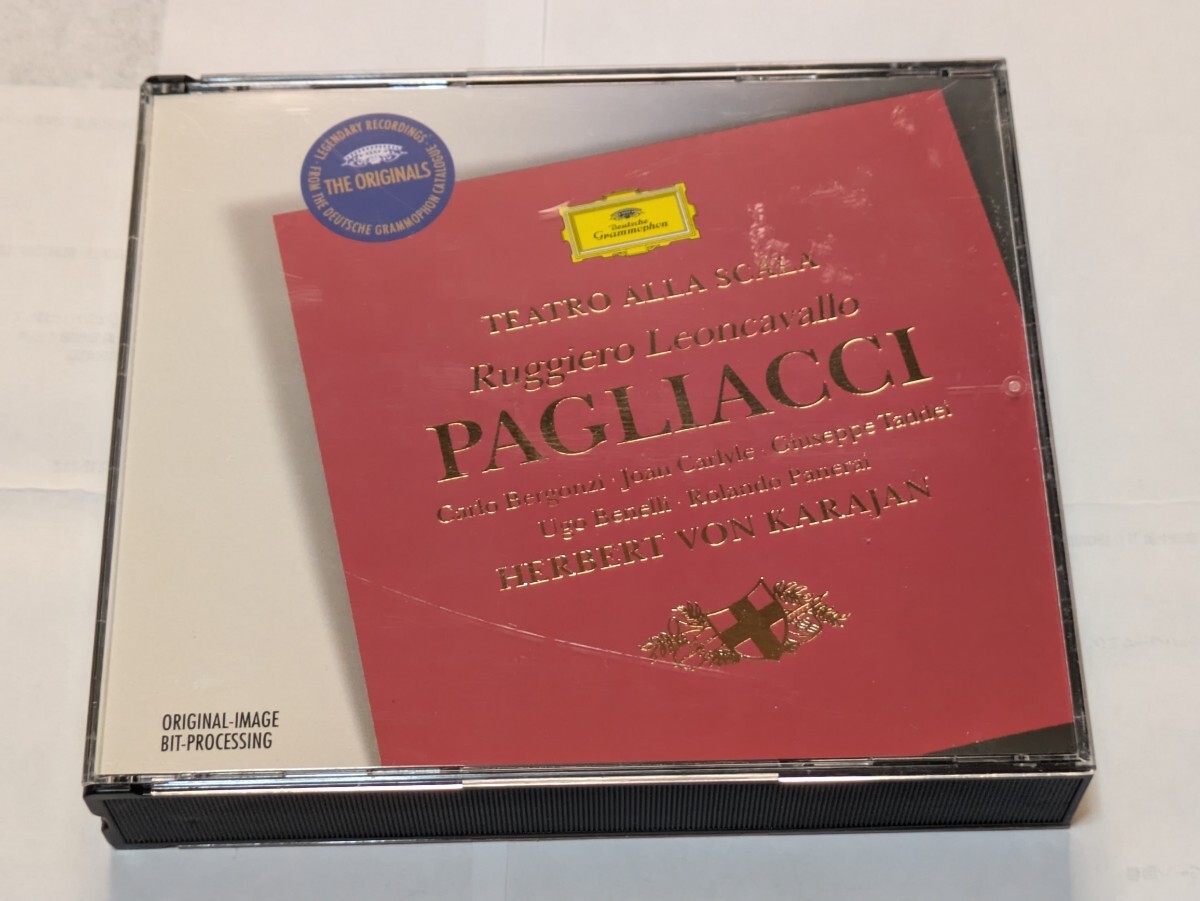 · LEGENDARY RECORDINGS ·
FROM THE DEUTSCHE GRAMMOPHON CATALOGUE
THE ORIGINALS
Deutsche
Grammophon
TEATRO ALLA SCALA
Ruggiero Leoncavallo
PAGLIACCI
Carlo Bergonzi · Joan Carlyle · Giuseppe Taddei
Ugo Benelli · Rolando Panerai
HERBERT VON KARAJAN
ORIGINAL-IMAGE
BIT-PROCESSING